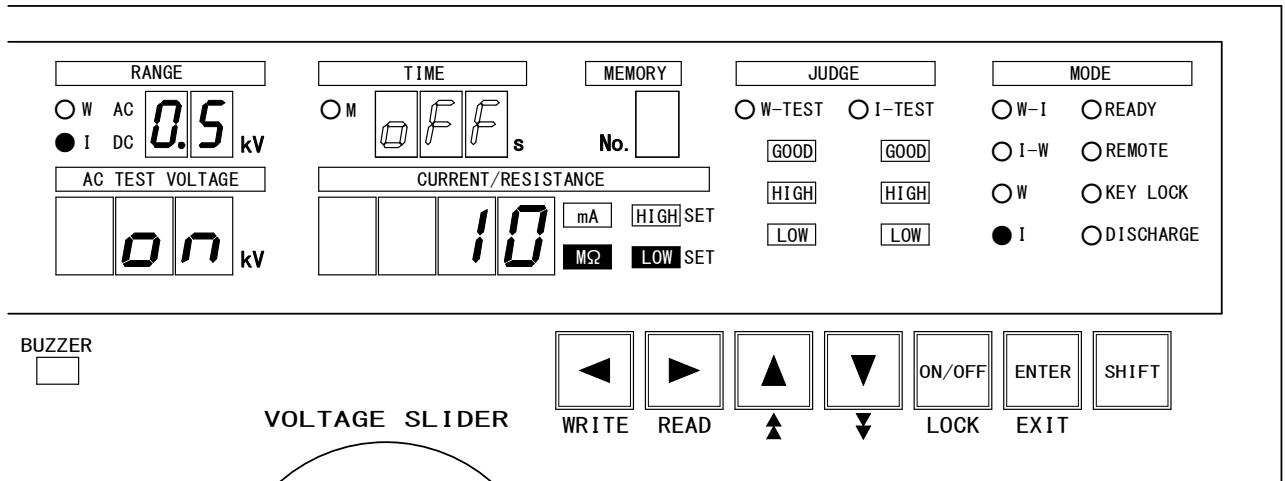 RANGE TIME MEMORY JUDGE MODE
W AC 0.5 kV M oFF s No. W-TEST I-TEST W-I READY
I DC GOOD GOOD I-W REMOTE
AC TEST VOLTAGE CURRENT/RESISTANCE HIGH HIGH W KEY LOCK
on kV 10 mA HIGH SET LOW LOW I DISCHARGE
MΩ LOW SET
BUZZER
ON/OFF ENTER SHIFT
VOLTAGE SLIDER WRITE READ LOCK EXIT